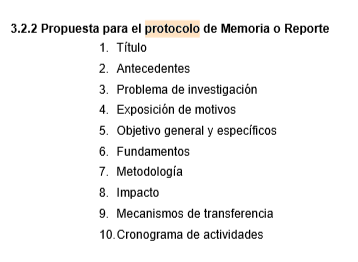 3.2.2 Propuesta para el protocolo de Memoria o Reporte
1. Título
2. Antecedentes
3. Problema de investigación
4. Exposición de motivos
5. Objetivo general y específicos
6. Fundamentos
7. Metodología
8. Impacto
9. Mecanismos de transferencia
10. Cronograma de actividades